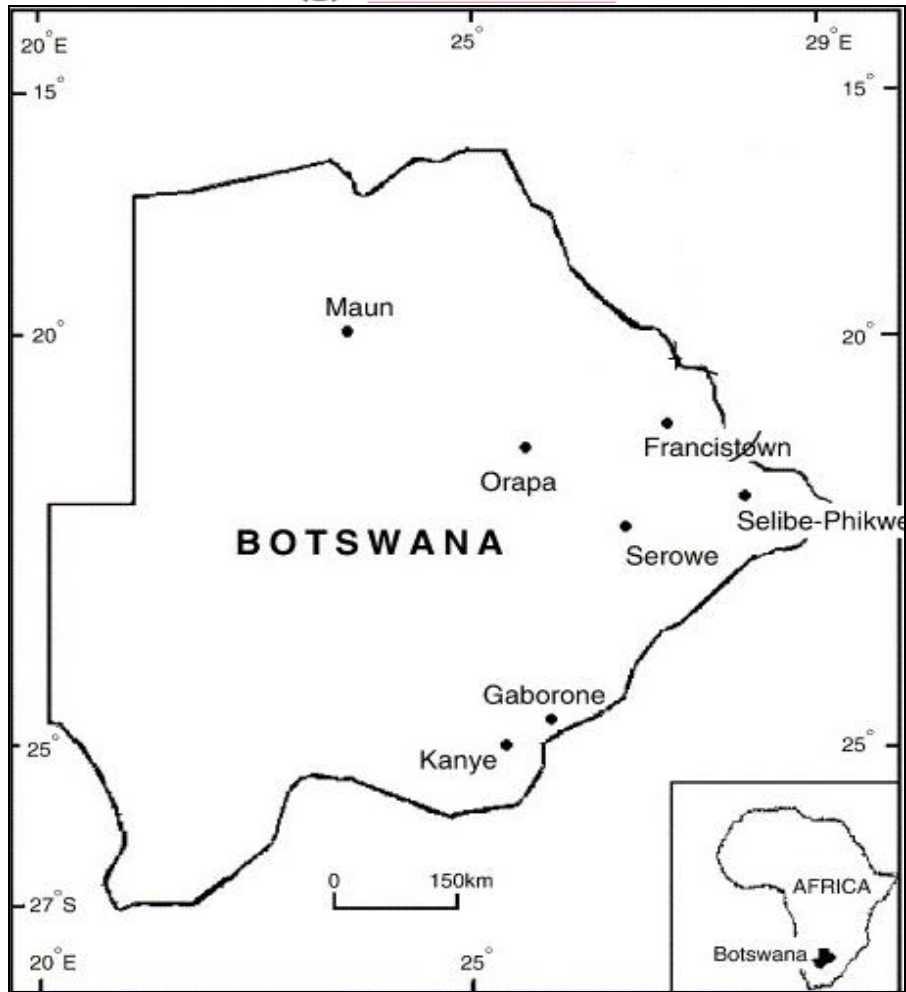 20°E 25° 29°E
15° 15°
Maun
20° 20°
Francistown
Orapa
Selibe-Phikwe
BOTSWANA
Serowe
Gaborone
25° 25°
Kanye
0 150km
AFRICA
27°S
Botswana
20°E 25°